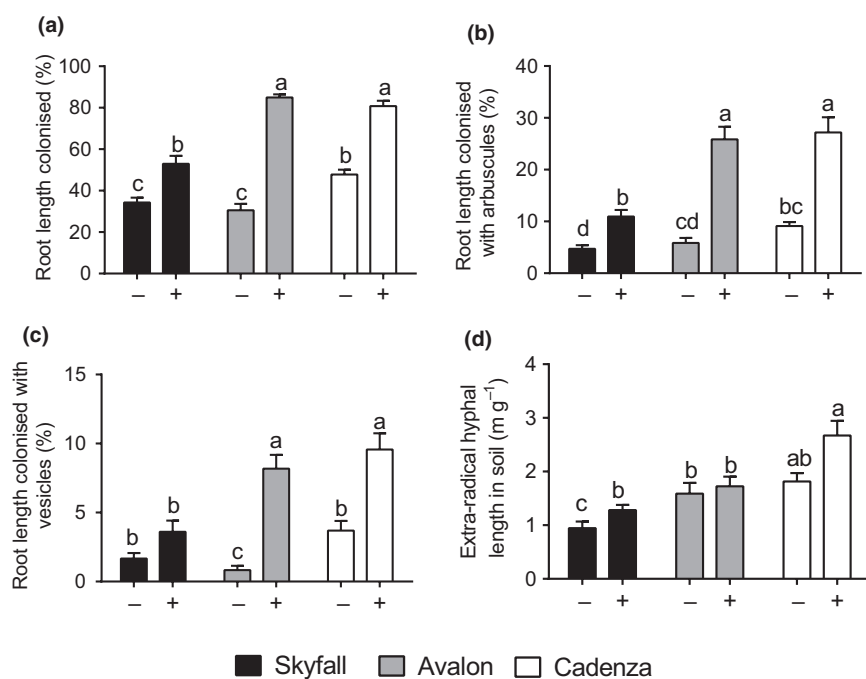 (a)
Root length colonised (%)
100
80
60
40
20
0
c
b
c
a
b
a
– + – + – +
(b)
Root length colonised
with arbuscules (%)
40
30
20
10
0
d
b
cd
a
bc
a
– + – + – +
(c)
Root length colonised with
vesicles (%)
15
10
5
0
b
b
c
a
b
a
– + – + – +
(d)
Extra-radical hyphal
length in soil (m g⁻¹)
4
3
2
1
0
c
b
b
b
ab
a
– + – + – +
Skyfall Avalon Cadenza